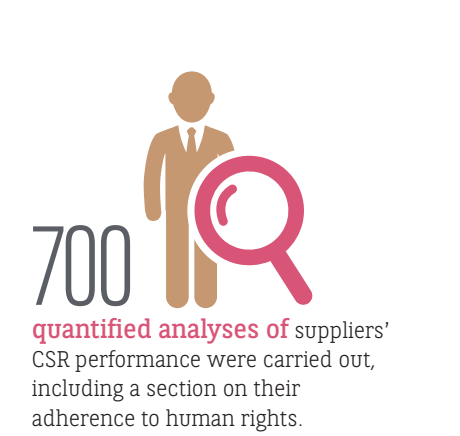 700
quantified analyses of suppliers’
CSR performance were carried out,
including a section on their
adherence to human rights.